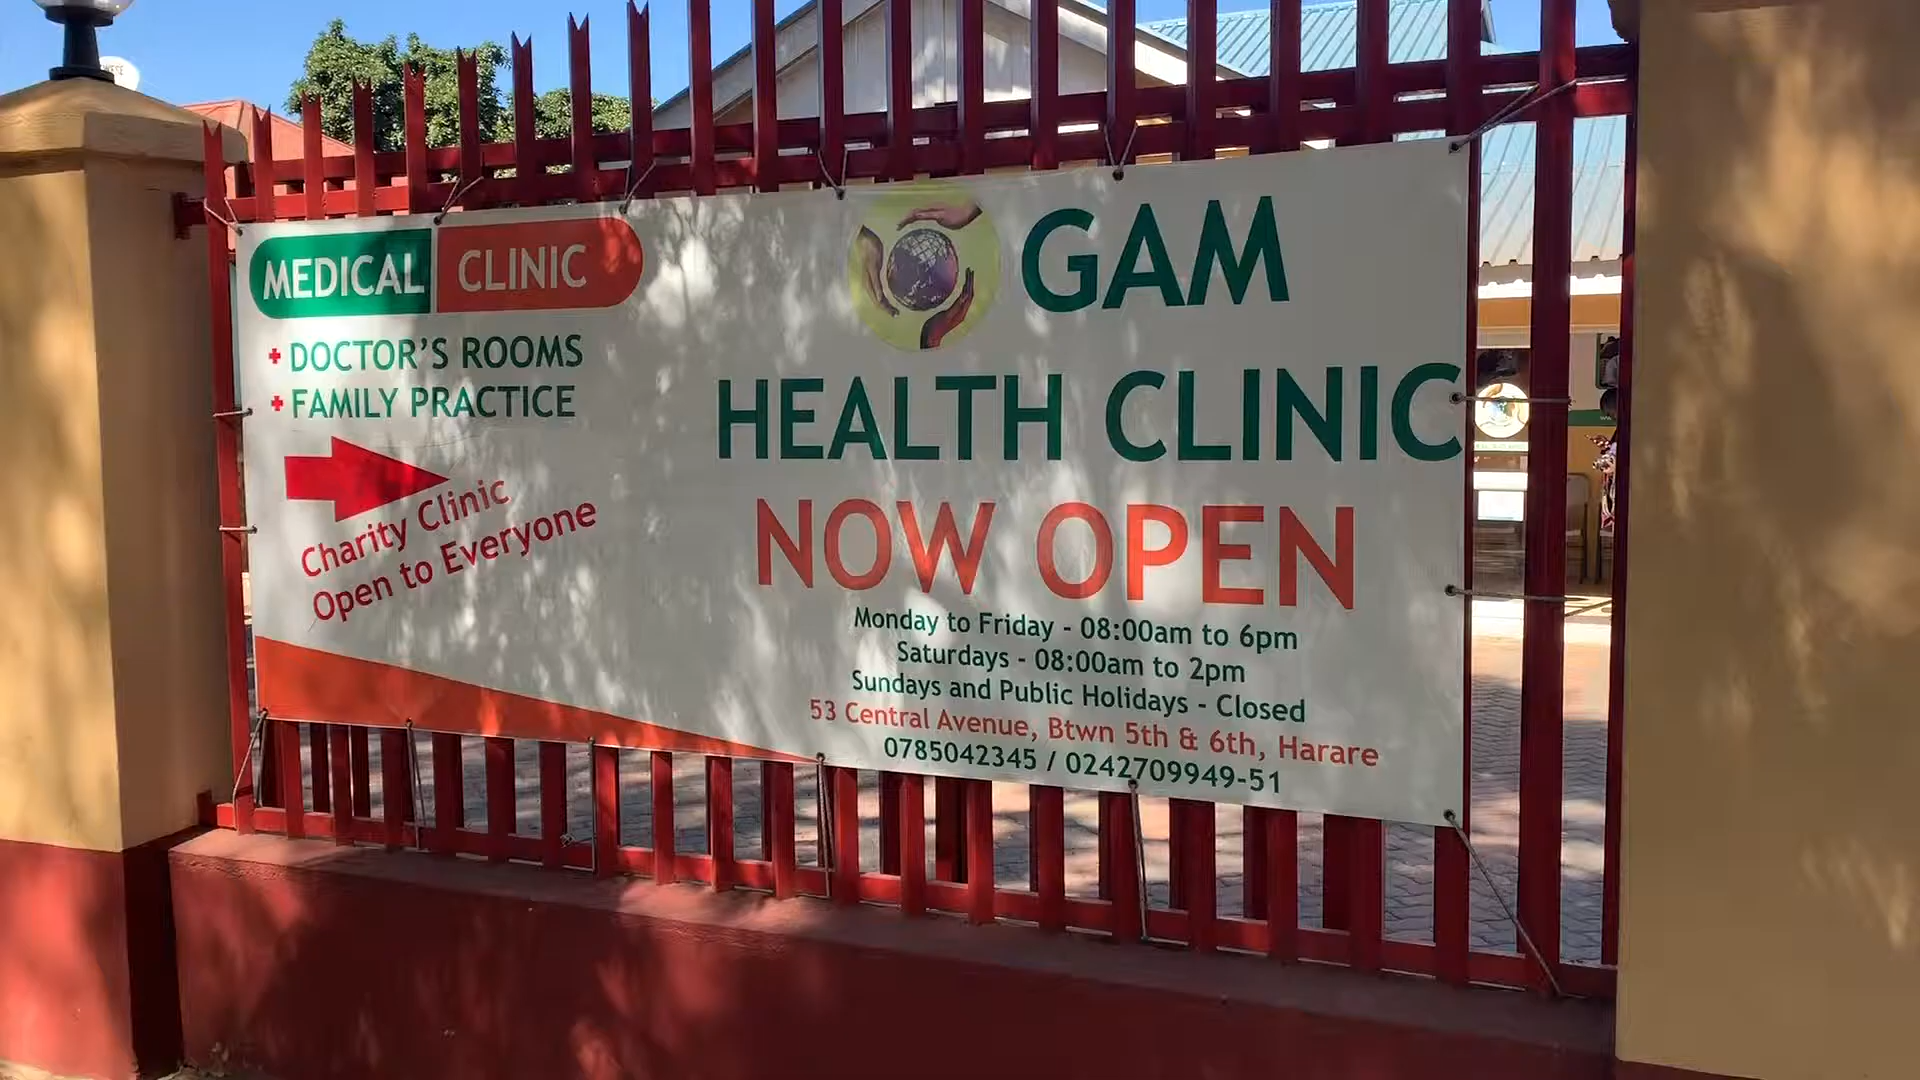 MEDICAL CLINIC
+ DOCTOR'S ROOMS
+ FAMILY PRACTICE
Charity Clinic
Open to Everyone
GAM
HEALTH CLINIC
NOW OPEN
Monday to Friday - 08:00am to 6pm
Saturdays - 08:00am to 2pm
Sundays and Public Holidays - Closed
53 Central Avenue, Btwn 5th & 6th, Harare
0785042345 / 0242709949-51